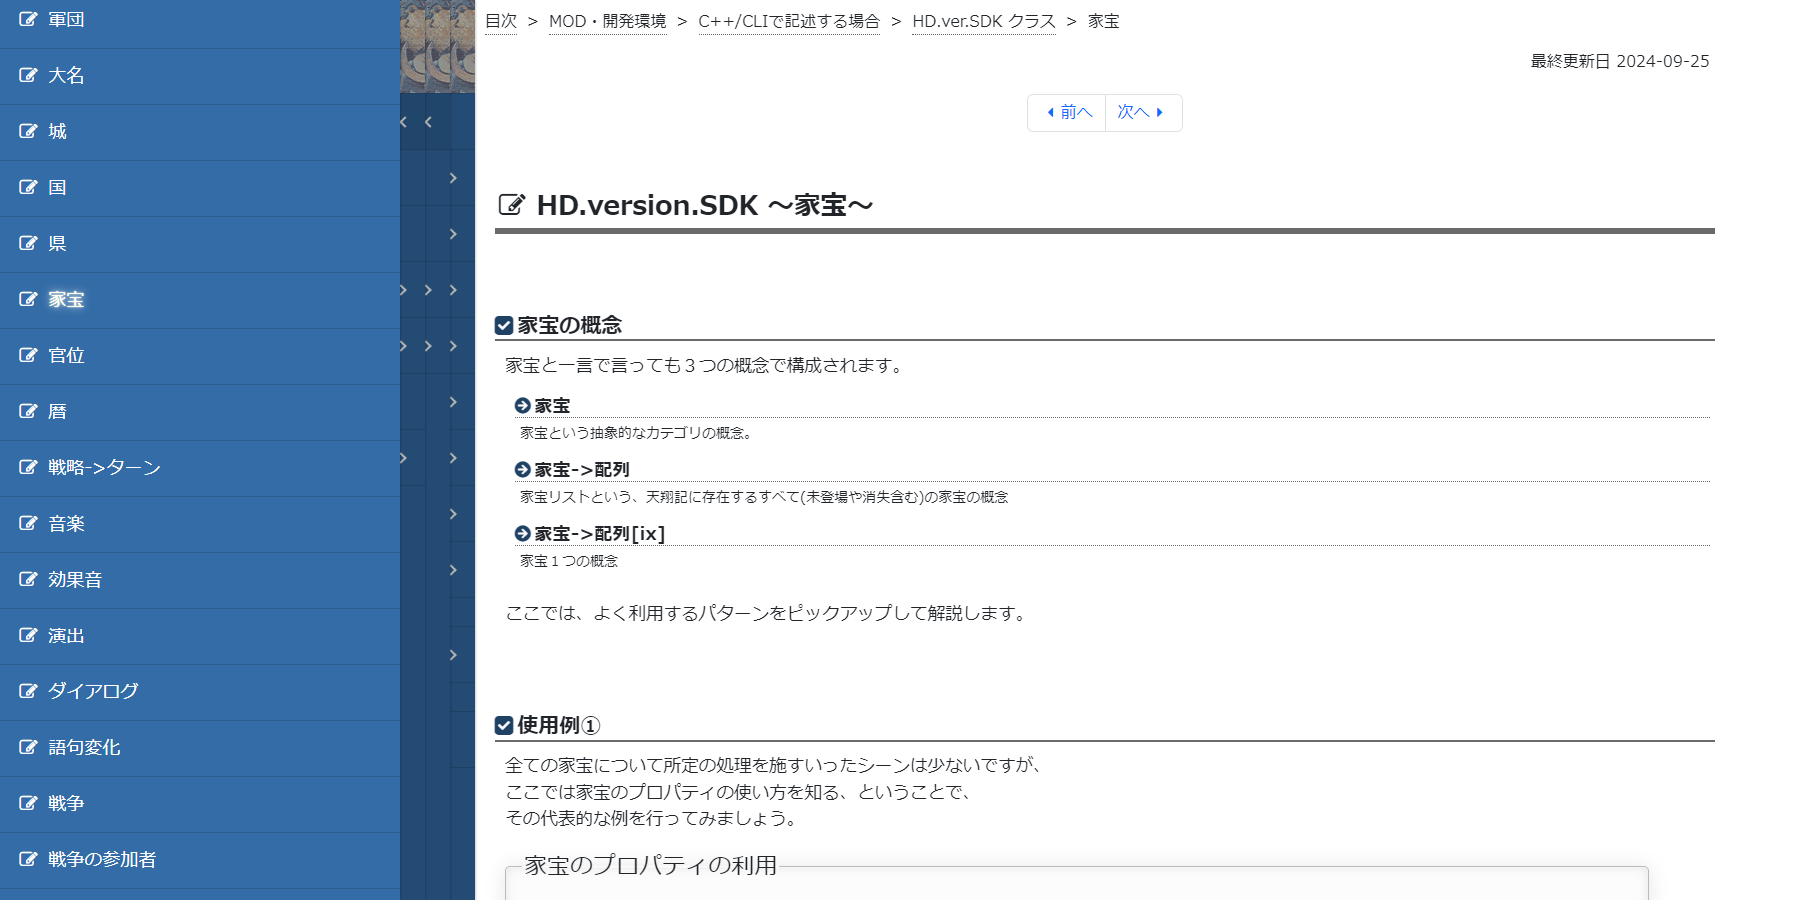 軍団
大名
城
国
県
家宝
官位
暦
戦略->ターン
音楽
効果音
演出
ダイアログ
語句変化
戦争
戦争の参加者
目次 > MOD・開発環境 > C++/CLIで記述する場合 > HD.ver.SDK クラス > 家宝
最終更新日 2024-09-25
前へ 次へ
HD.version.SDK ～家宝～
家宝の概念
家宝と一言で言っても３つの概念で構成されます。
家宝
家宝という抽象的なカテゴリの概念。
家宝->配列
家宝リストという、天翔記に存在するすべて(未登場や消失含む)の家宝の概念
家宝->配列[ix]
家宝１つの概念
ここでは、よく利用するパターンをピックアップして解説します。
使用例①
全ての家宝について所定の処理を施すいったシーンは少ないですが、
ここでは家宝のプロパティの使い方を知る、ということで、
その代表的な例を行ってみましょう。
家宝のプロパティの利用